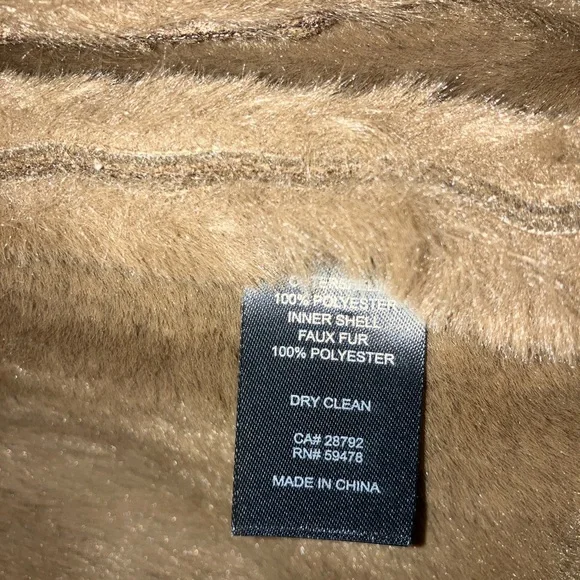 100% POLYESTER
INNER SHELL
FAUX FUR
100% POLYESTER
DRY CLEAN
CA# 28792
RN# 59478
MADE IN CHINA